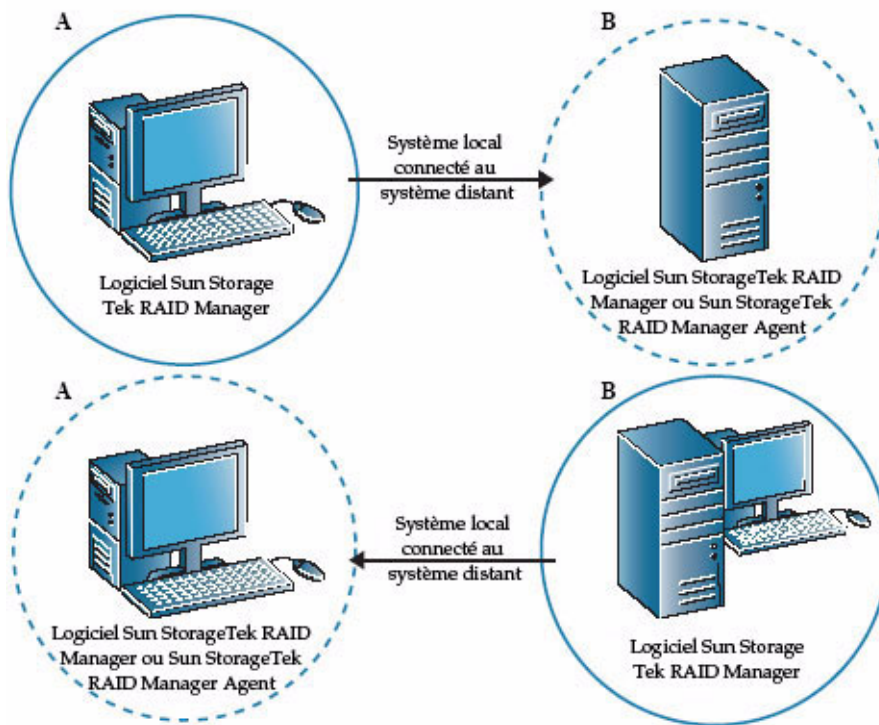 A
B
Système local
connecté au
système distant
Logiciel Sun Storage
Tek RAID Manager
Logiciel Sun StorageTek RAID
Manager ou Sun StorageTek
RAID Manager Agent
A
B
Système local
connecté au
système distant
Logiciel Sun StorageTek RAID
Manager ou Sun StorageTek
RAID Manager Agent
Logiciel Sun Storage
Tek RAID Manager